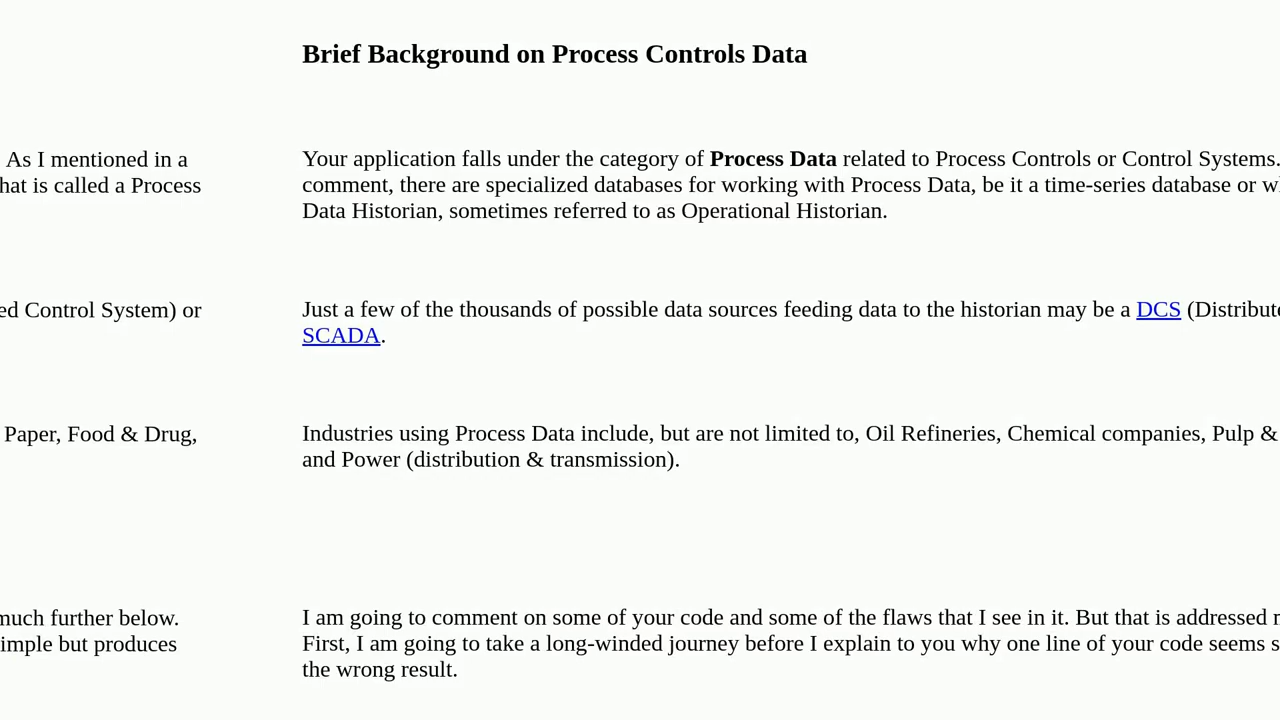 Brief Background on Process Controls Data
As I mentioned in a
hat is called a Process
Your application falls under the category of Process Data related to Process Controls or Control Systems.
comment, there are specialized databases for working with Process Data, be it a time-series database or w
Data Historian, sometimes referred to as Operational Historian.
ed Control System) or
Just a few of the thousands of possible data sources feeding data to the historian may be a DCS (Distribut
SCADA.
Paper, Food & Drug,
Industries using Process Data include, but are not limited to, Oil Refineries, Chemical companies, Pulp &
and Power (distribution & transmission).
much further below.
imple but produces
I am going to comment on some of your code and some of the flaws that I see in it. But that is addressed
First, I am going to take a long-winded journey before I explain to you why one line of your code seems s
the wrong result.